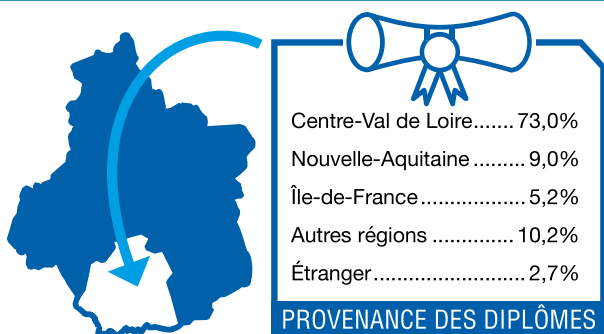 Centre-Val de Loire....... 73,0%
Nouvelle-Aquitaine ......... 9,0%
Île-de-France.................. 5,2%
Autres régions .............. 10,2%
Étranger.......................... 2,7%
PROVENANCE DES DIPLÔMES